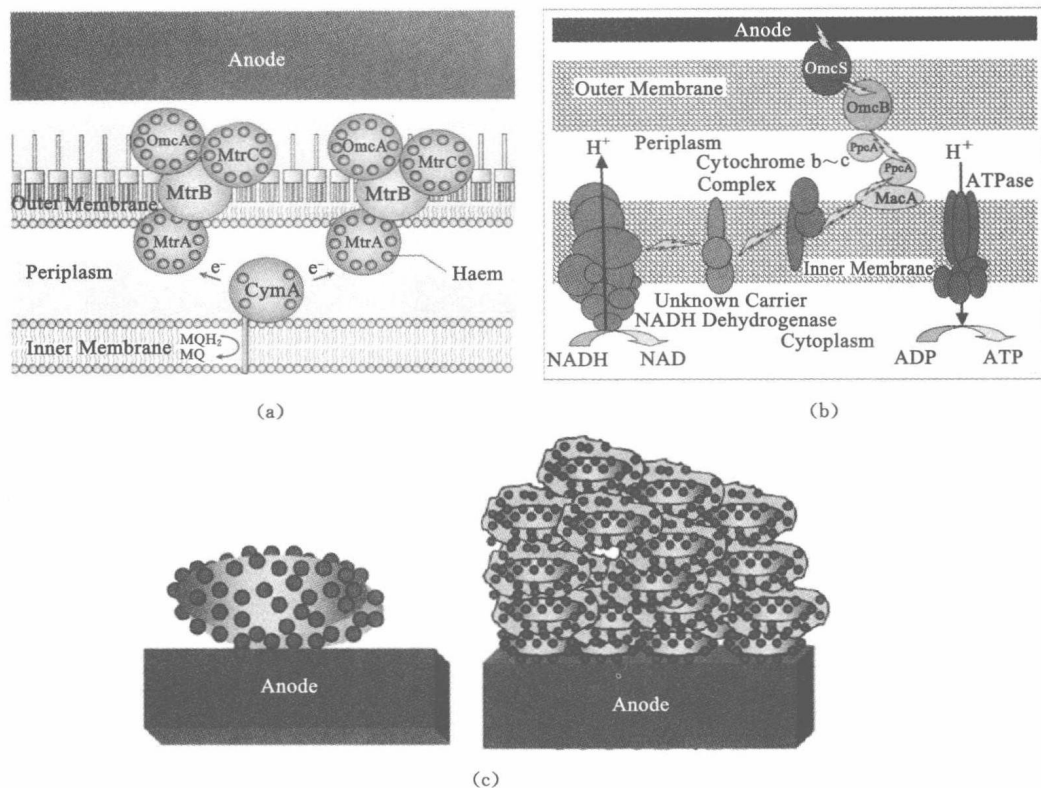 Anode
OmcA
MtrC
OmcA
MtrC
MtrB
MtrB
Outer Membrane
MtrA
MtrA
Periplasm
e⁻
e⁻
Haem
CymA
Inner Membrane
MQH₂
MQ
(a)
Anode
OmcS
Outer Membrane
OmcB
Periplasm
H⁺
PpcA
H⁺
Cytochrome b~c
Complex
PpcA
ATPase
MacA
Inner Membrane
Unknown Carrier
NADH Dehydrogenase
Cytoplasm
NADH
NAD
ADP
ATP
(b)
Anode
Anode
(c)